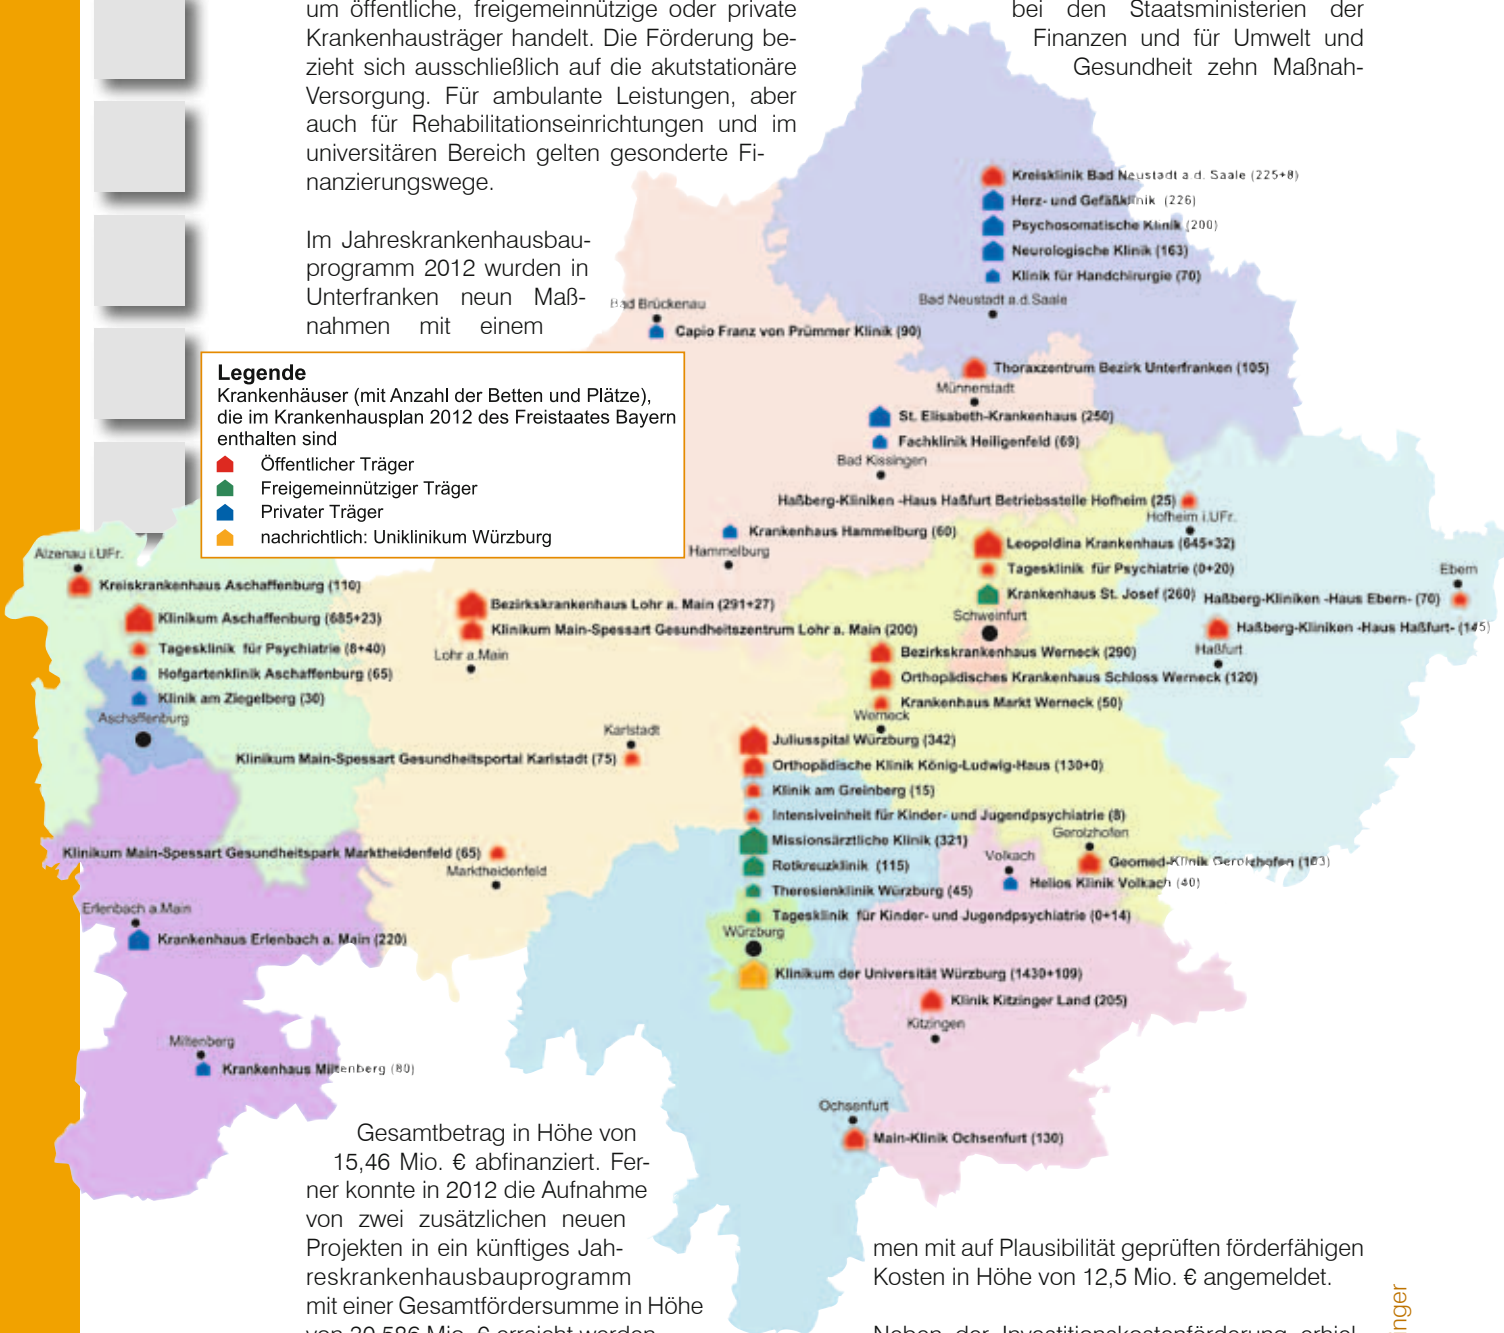 um öffentliche, freigemeinnützige oder private
Krankenhausträger handelt. Die Förderung be-
zieht sich ausschließlich auf die akutstationäre
Versorgung. Für ambulante Leistungen, aber
auch für Rehabilitationseinrichtungen und im
universitären Bereich gelten gesonderte Fi-
nanzierungswege.
Im Jahreskrankenhausbau-
programm 2012 wurden in
Unterfranken neun Maß-
nahmen mit einem
bei den Staatsministerien der
Finanzen und für Umwelt und
Gesundheit zehn Maßnah-
Legende
Krankenhäuser (mit Anzahl der Betten und Plätze),
die im Krankenhausplan 2012 des Freistaates Bayern
enthalten sind
Öffentlicher Träger
Freigemeinnütziger Träger
Privater Träger
nachrichtlich: Uniklinikum Würzburg
Kreisklinik Bad Neustadt a.d. Saale (225+8)
Herz- und Gefäßklinik (226)
Psychosomatische Klinik (200)
Neurologische Klinik (163)
Klinik für Handchirurgie (70)
Bad Neustadt a.d.Saale
Bad Brückenau
Capio Franz von Prümmer Klinik (90)
Thoraxzentrum Bezirk Unterfranken (105)
Münnerstadt
St. Elisabeth-Krankenhaus (250)
Fachklinik Heiligenfeld (69)
Bad Kissingen
Haßberg-Kliniken -Haus Haßfurt Betriebsstelle Hofheim (25)
Hofheim i.UFr.
Krankenhaus Hammelburg (60)
Hammelburg
Leopoldina Krankenhaus (645+32)
Tagesklinik für Psychiatrie (0+20)
Krankenhaus St. Josef (260)
Schweinfurt
Ebern
Haßberg-Kliniken -Haus Ebern- (70)
Haßberg-Kliniken -Haus Haßfurt- (145)
Haßfurt
Alzenau i.UFr.
Kreiskrankenhaus Aschaffenburg (110)
Klinikum Aschaffenburg (685+23)
Tagesklinik für Psychiatrie (8+40)
Hofgartenklinik Aschaffenburg (65)
Klinik am Ziegelberg (30)
Aschaffenburg
Bezirkskrankenhaus Lohr a. Main (291+27)
Klinikum Main-Spessart Gesundheitszentrum Lohr a. Main (200)
Lohr a.Main
Bezirkskrankenhaus Werneck (290)
Orthopädisches Krankenhaus Schloss Werneck (120)
Krankenhaus Markt Werneck (50)
Werneck
Karlstadt
Klinikum Main-Spessart Gesundheitsportal Karlstadt (75)
Juliusspital Würzburg (342)
Orthopädische Klinik König-Ludwig-Haus (130+0)
Klinik am Greinberg (15)
Intensiveinheit für Kinder- und Jugendpsychiatrie (8)
Missionsärztliche Klinik (321)
Rotkreuzklinik (115)
Theresienklinik Würzburg (45)
Tagesklinik für Kinder- und Jugendpsychiatrie (0+14)
Würzburg
Klinikum der Universität Würzburg (1430+109)
Gerolzhofen
Geomed-Klinik Gerolzhofen (103)
Volkach
Helios Klinik Volkach (40)
Klinikum Main-Spessart Gesundheitspark Marktheidenfeld (65)
Marktheidenfeld
Erlenbach a.Main
Krankenhaus Erlenbach a. Main (220)
Klinik Kitzinger Land (205)
Kitzingen
Miltenberg
Krankenhaus Miltenberg (80)
Ochsenfurt
Main-Klinik Ochsenfurt (130)
Gesamtbetrag in Höhe von
15,46 Mio. € abfinanziert. Fer-
ner konnte in 2012 die Aufnahme
von zwei zusätzlichen neuen
Projekten in ein künftiges Jah-
reskrankenhausbauprogramm
mit einer Gesamtfördersumme in Höhe
von 30,586 Mio. € erreicht werden
men mit auf Plausibilität geprüften förderfähigen
Kosten in Höhe von 12,5 Mio. € angemeldet.
Neben der Investitionskostenförderung erhiel-
nger